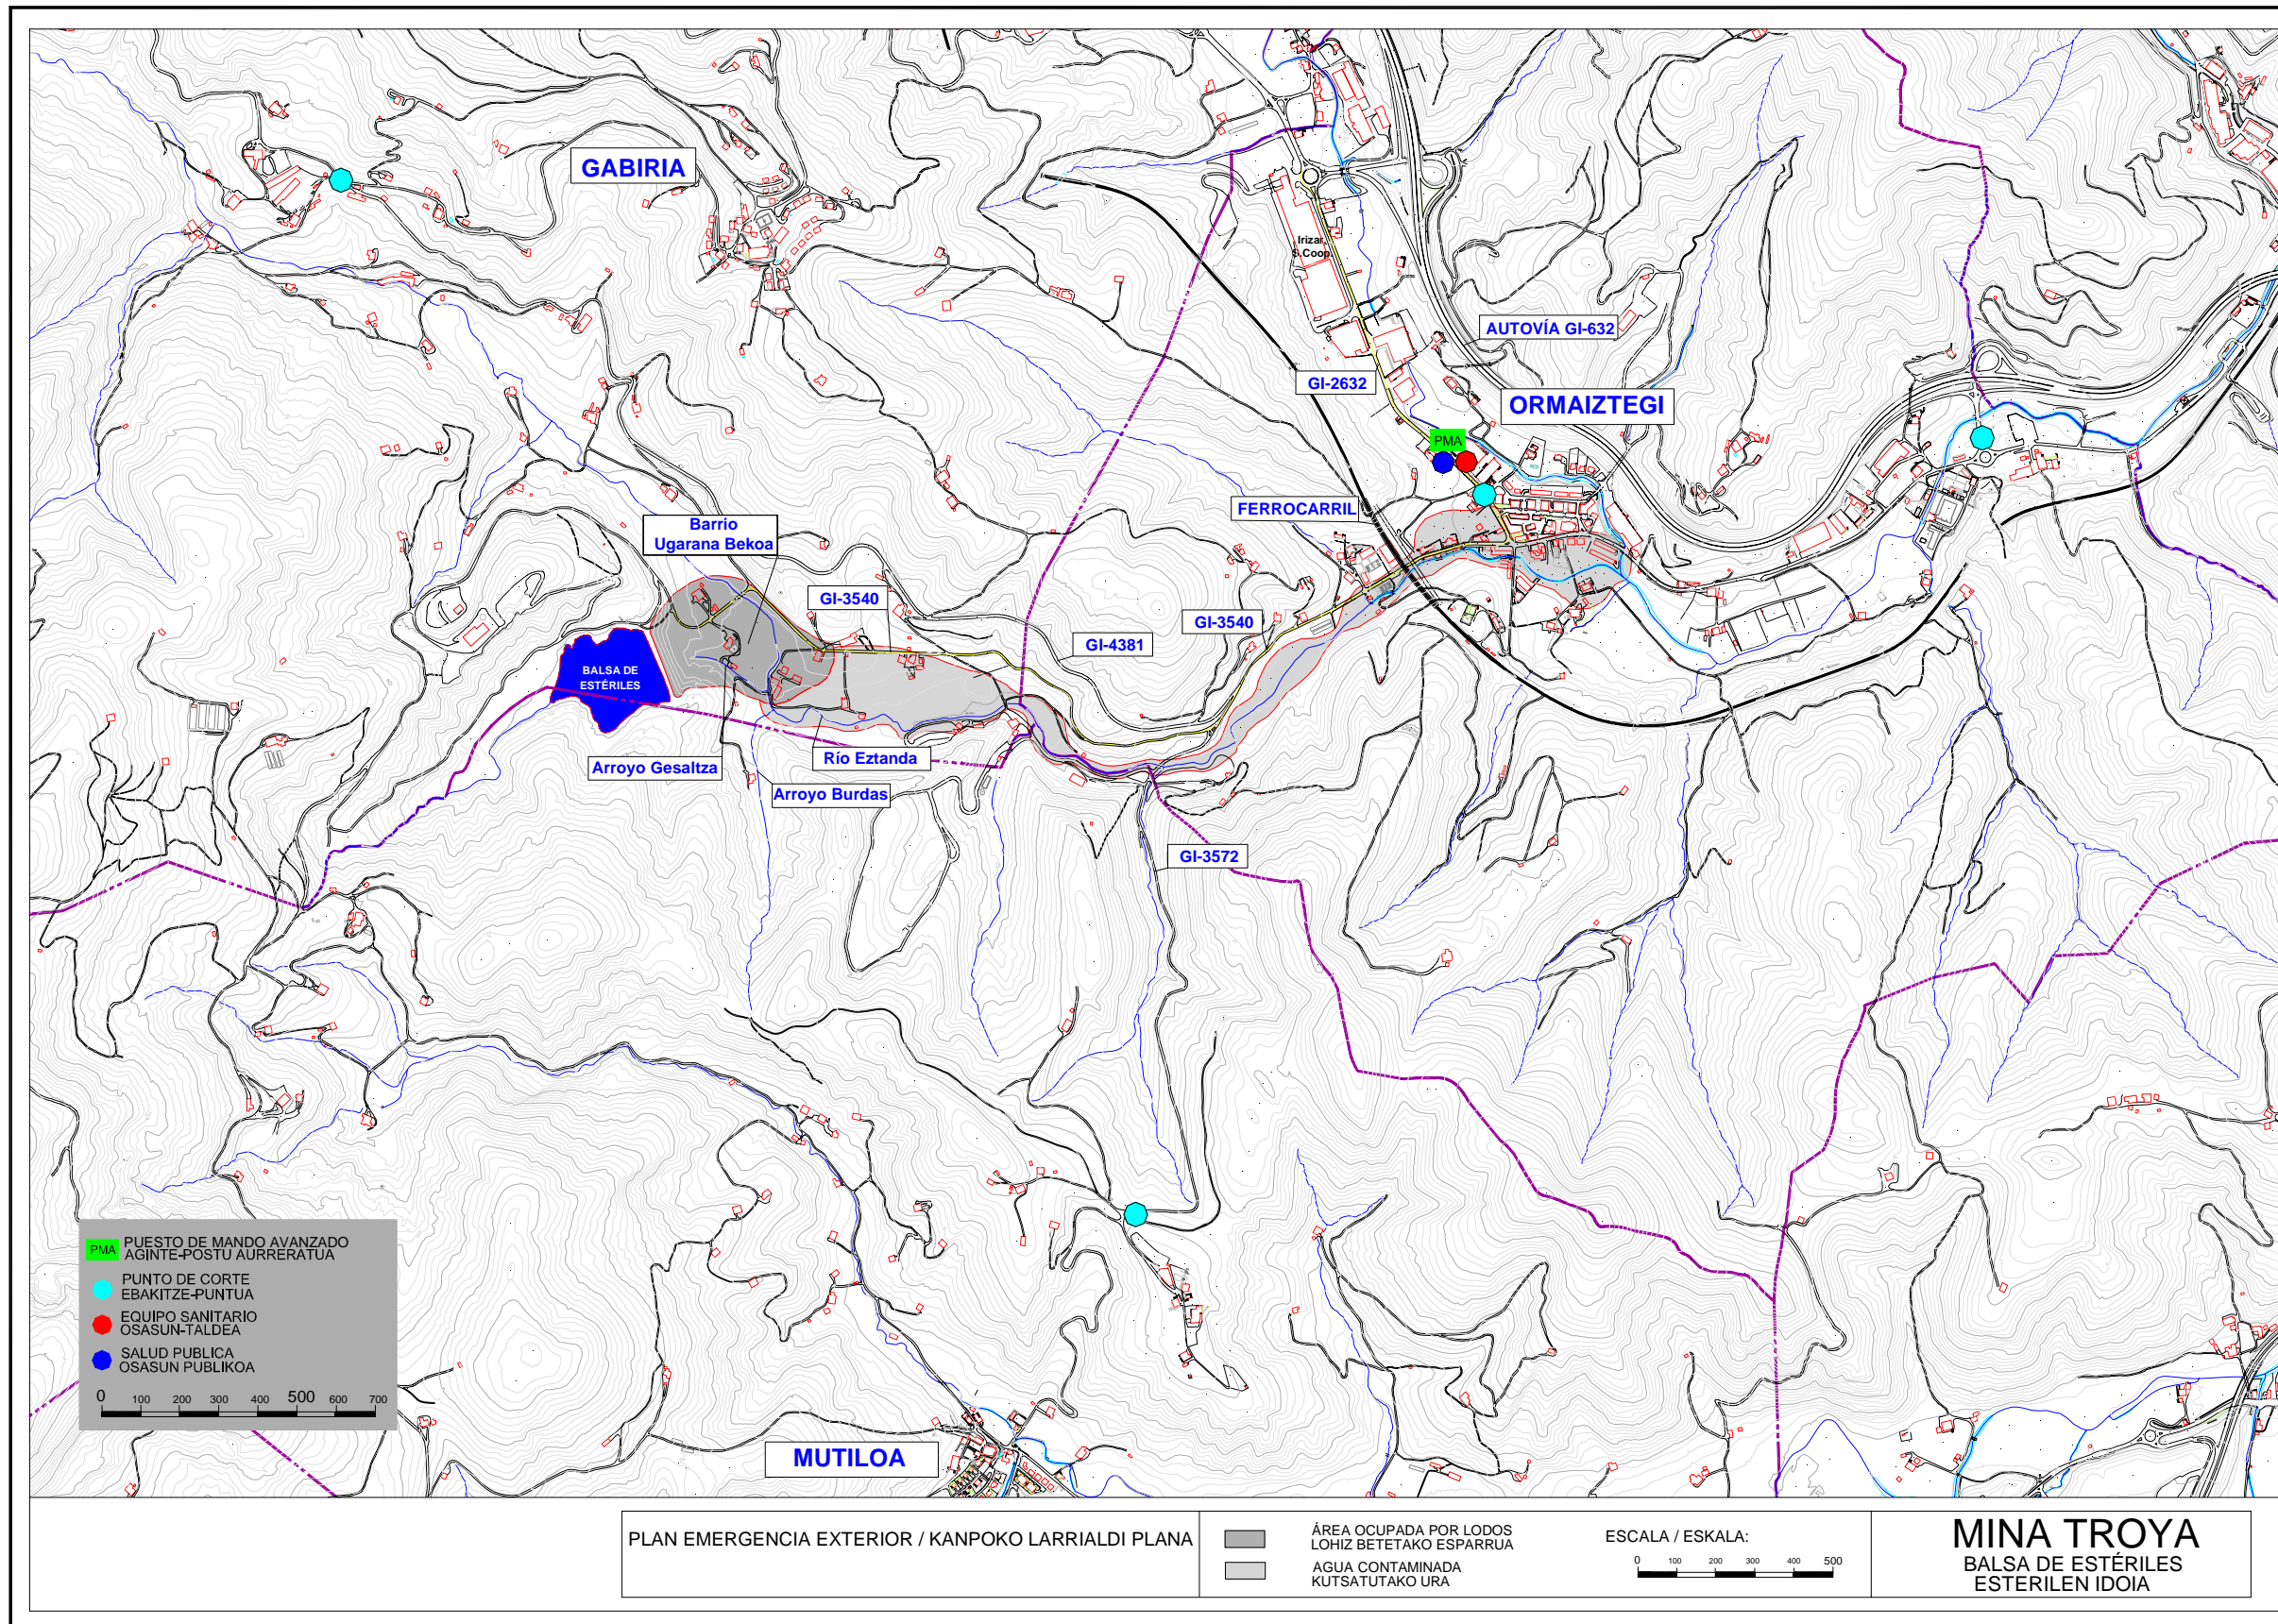 GABIRIA
Irizar
S.Coop.
AUTOVÍA GI-632
GI-2632
ORMAIZTEGI
PMA
FERROCARRIL
Barrio
Ugarana Bekoa
GI-3540
GI-3540
GI-4381
BALSA DE
ESTÉRILES
Río Eztanda
Arroyo Gesaltza
Arroyo Burdas
GI-3572
MUTILOA
PMA
PUESTO DE MANDO AVANZADO
AGINTE-POSTU AURRERATUA
PUNTO DE CORTE
EBAKITZE-PUNTUA
EQUIPO SANITARIO
OSASUN-TALDEA
SALUD PUBLICA
OSASUN PUBLIKOA
0 100 200 300 400 500 600 700
PLAN EMERGENCIA EXTERIOR / KANPOKO LARRIALDI PLANA
ÁREA OCUPADA POR LODOS
LOHIZ BETETAKO ESPARRUA
AGUA CONTAMINADA
KUTSATUTAKO URA
ESCALA / ESKALA:
0 100 200 300 400 500
MINA TROYA
BALSA DE ESTÉRILES
ESTERILEN IDOIA